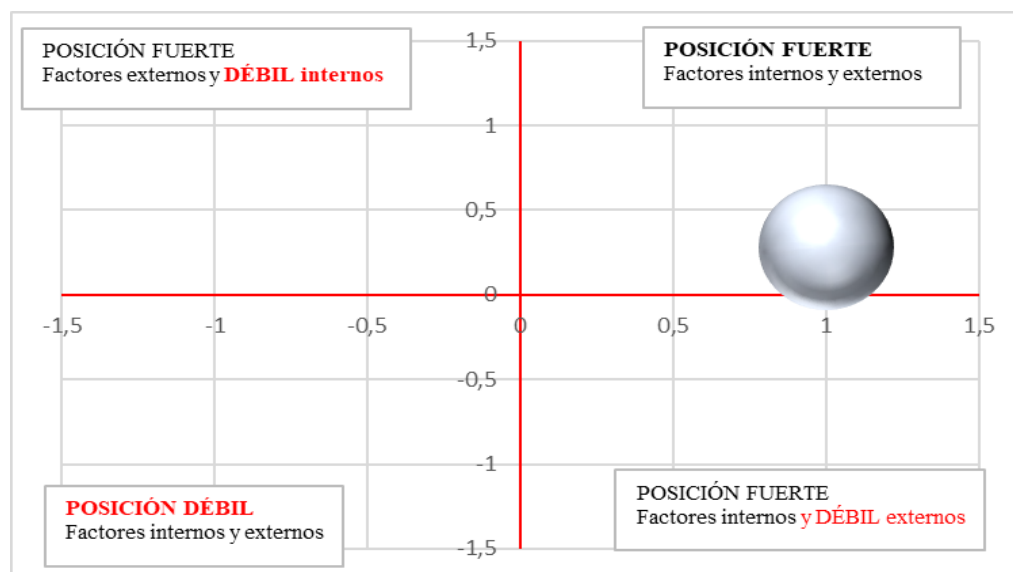 POSICIÓN FUERTE
Factores externos y DÉBIL internos
POSICIÓN FUERTE
Factores internos y externos
1,5
1
0,5
0
-1,5
-1
-0,5
0
0,5
1
1,5
-0,5
-1
-1,5
POSICIÓN DÉBIL
Factores internos y externos
POSICIÓN FUERTE
Factores internos y DÉBIL externos